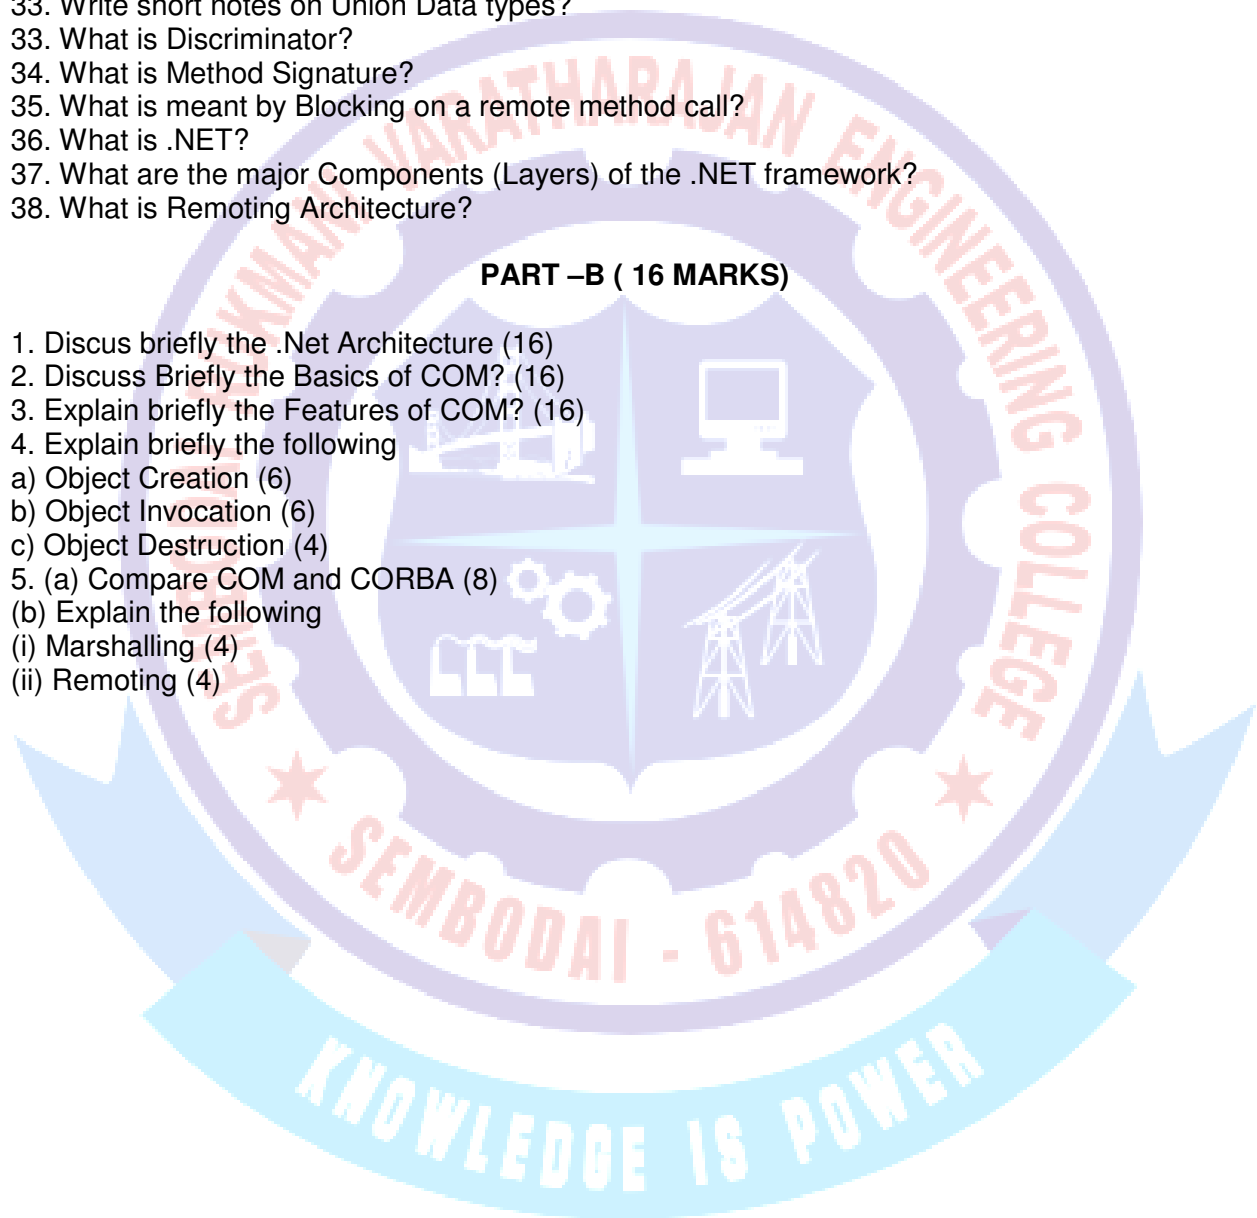 33. Write short notes on Union Data types?
33. What is Discriminator?
34. What is Method Signature?
35. What is meant by Blocking on a remote method call?
36. What is .NET?
37. What are the major Components (Layers) of the .NET framework?
38. What is Remoting Architecture?
PART –B ( 16 MARKS)
1. Discus briefly the .Net Architecture (16)
2. Discuss Briefly the Basics of COM? (16)
3. Explain briefly the Features of COM? (16)
4. Explain briefly the following
a) Object Creation (6)
b) Object Invocation (6)
c) Object Destruction (4)
5. (a) Compare COM and CORBA (8)
(b) Explain the following
(i) Marshalling (4)
(ii) Remoting (4)
SEMBODAI RUKMANI VARATHARAJAN ENGINEERING COLLEGE
SEMBODAI - 614820
KNOWLEDGE IS POWER